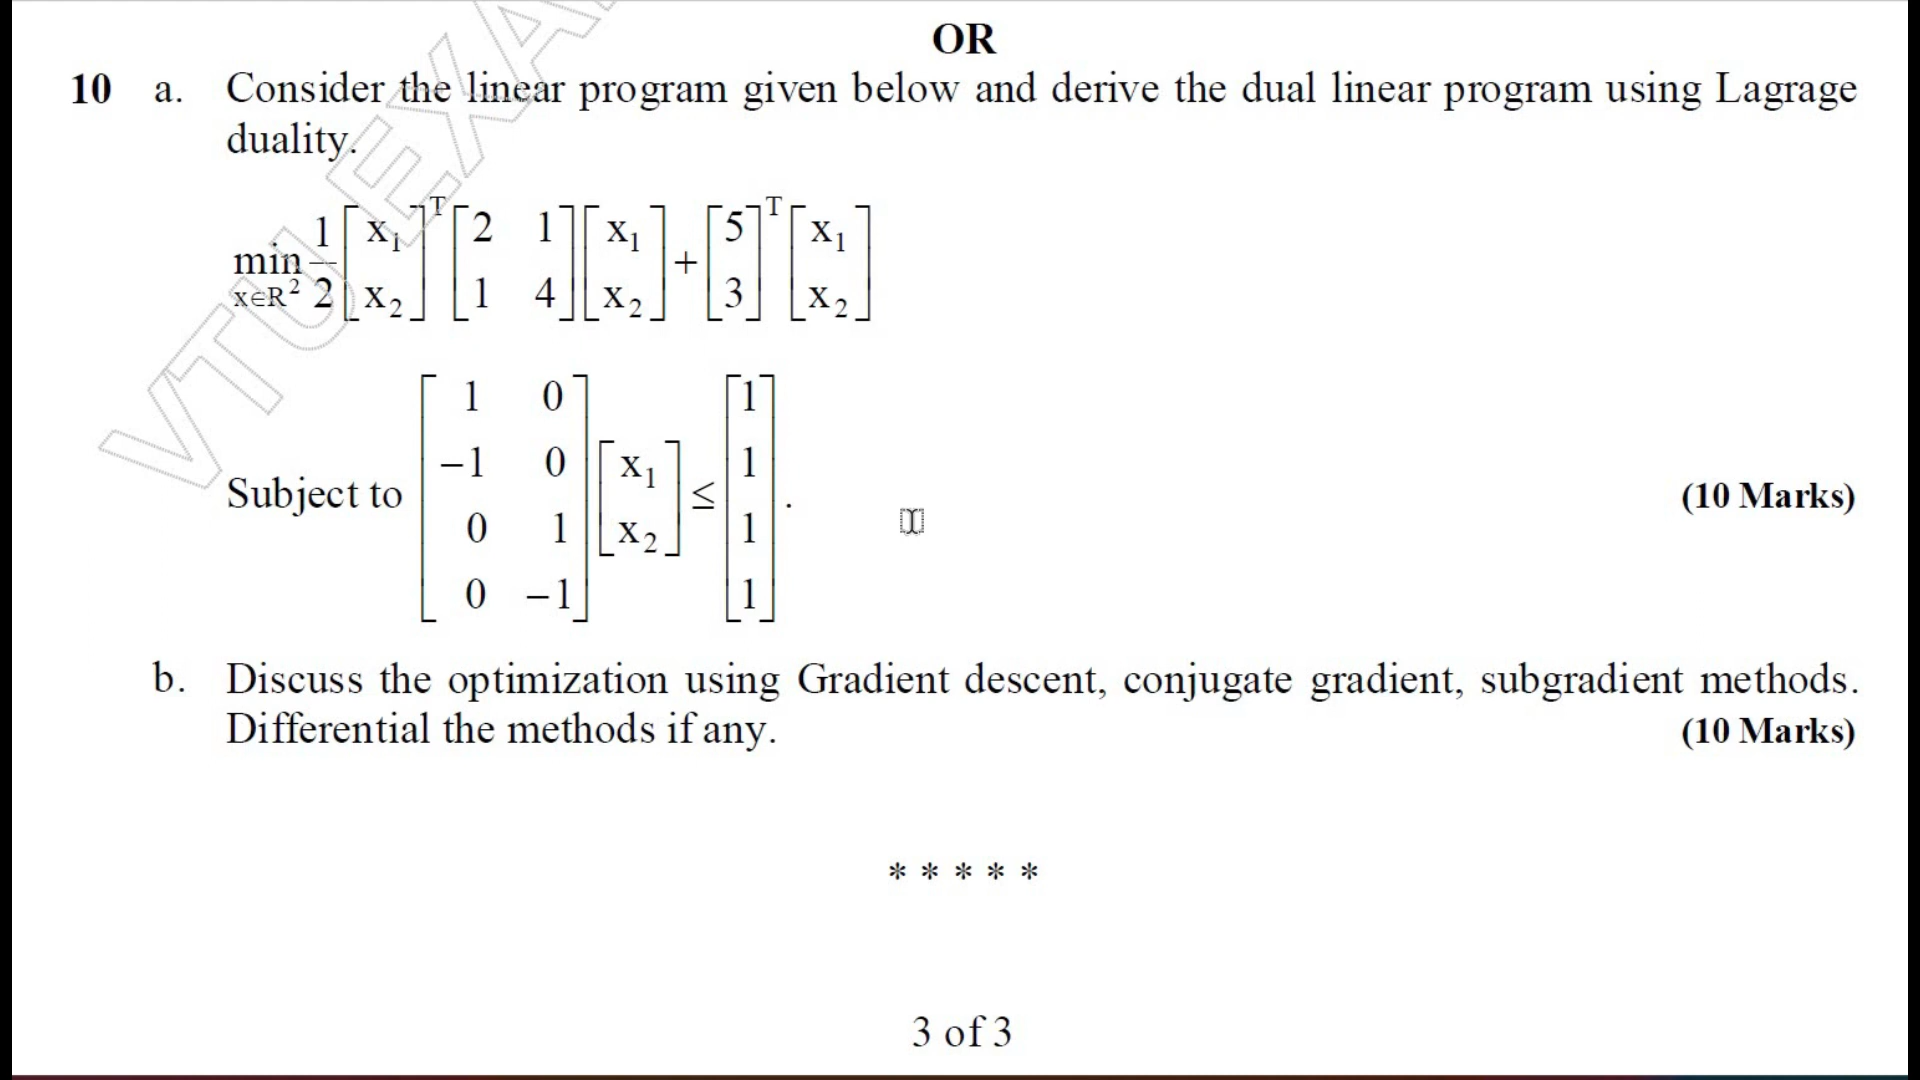 OR
10 a. Consider the linear program given below and derive the dual linear program using Lagrage
duality.
min x∈R² 1/2 [x₁ x₂]ᵀ [2 1; 1 4] [x₁ x₂] + [5 3]ᵀ [x₁ x₂]
Subject to [1 0; −1 0; 0 1; 0 −1] [x₁ x₂] ≤ [1 1 1 1]. (10 Marks)
b. Discuss the optimization using Gradient descent, conjugate gradient, subgradient methods.
Differential the methods if any. (10 Marks)
* * * * *
3 of 3
VTU EXA